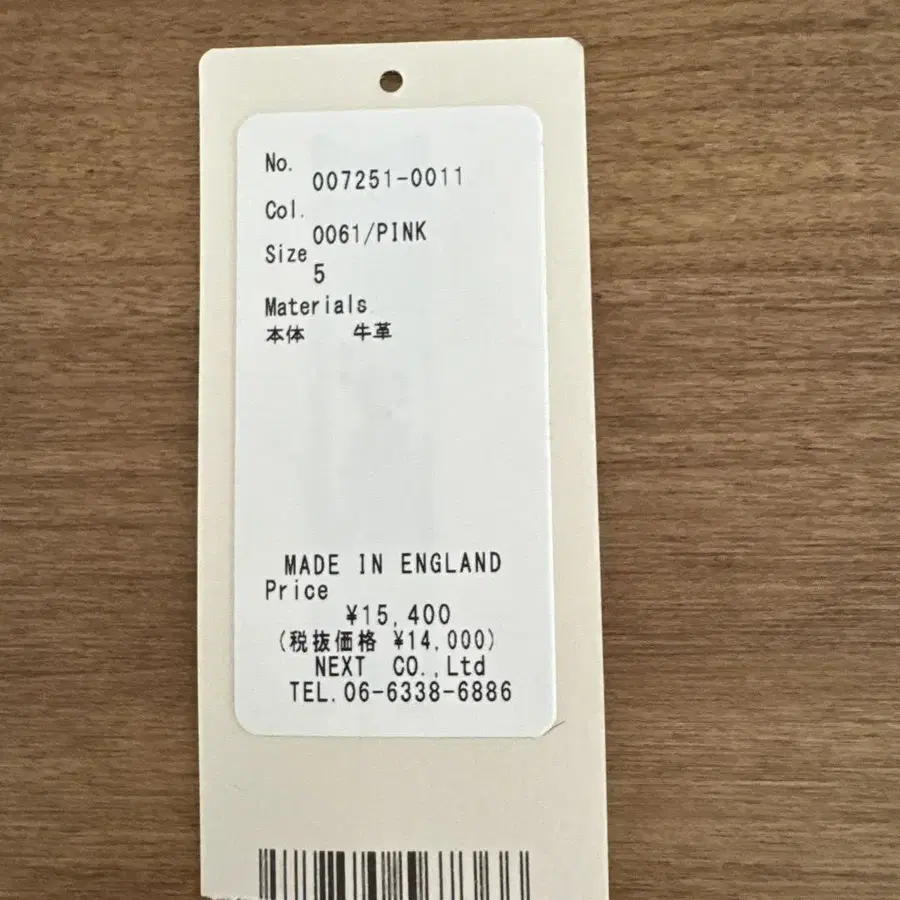 No.
007251-0011
Col.
0061/PINK
Size
5
Materials
本体 牛革
MADE IN ENGLAND
Price
¥15,400
(税抜価格 ¥14,000)
NEXT CO.,Ltd
TEL.06-6338-6886